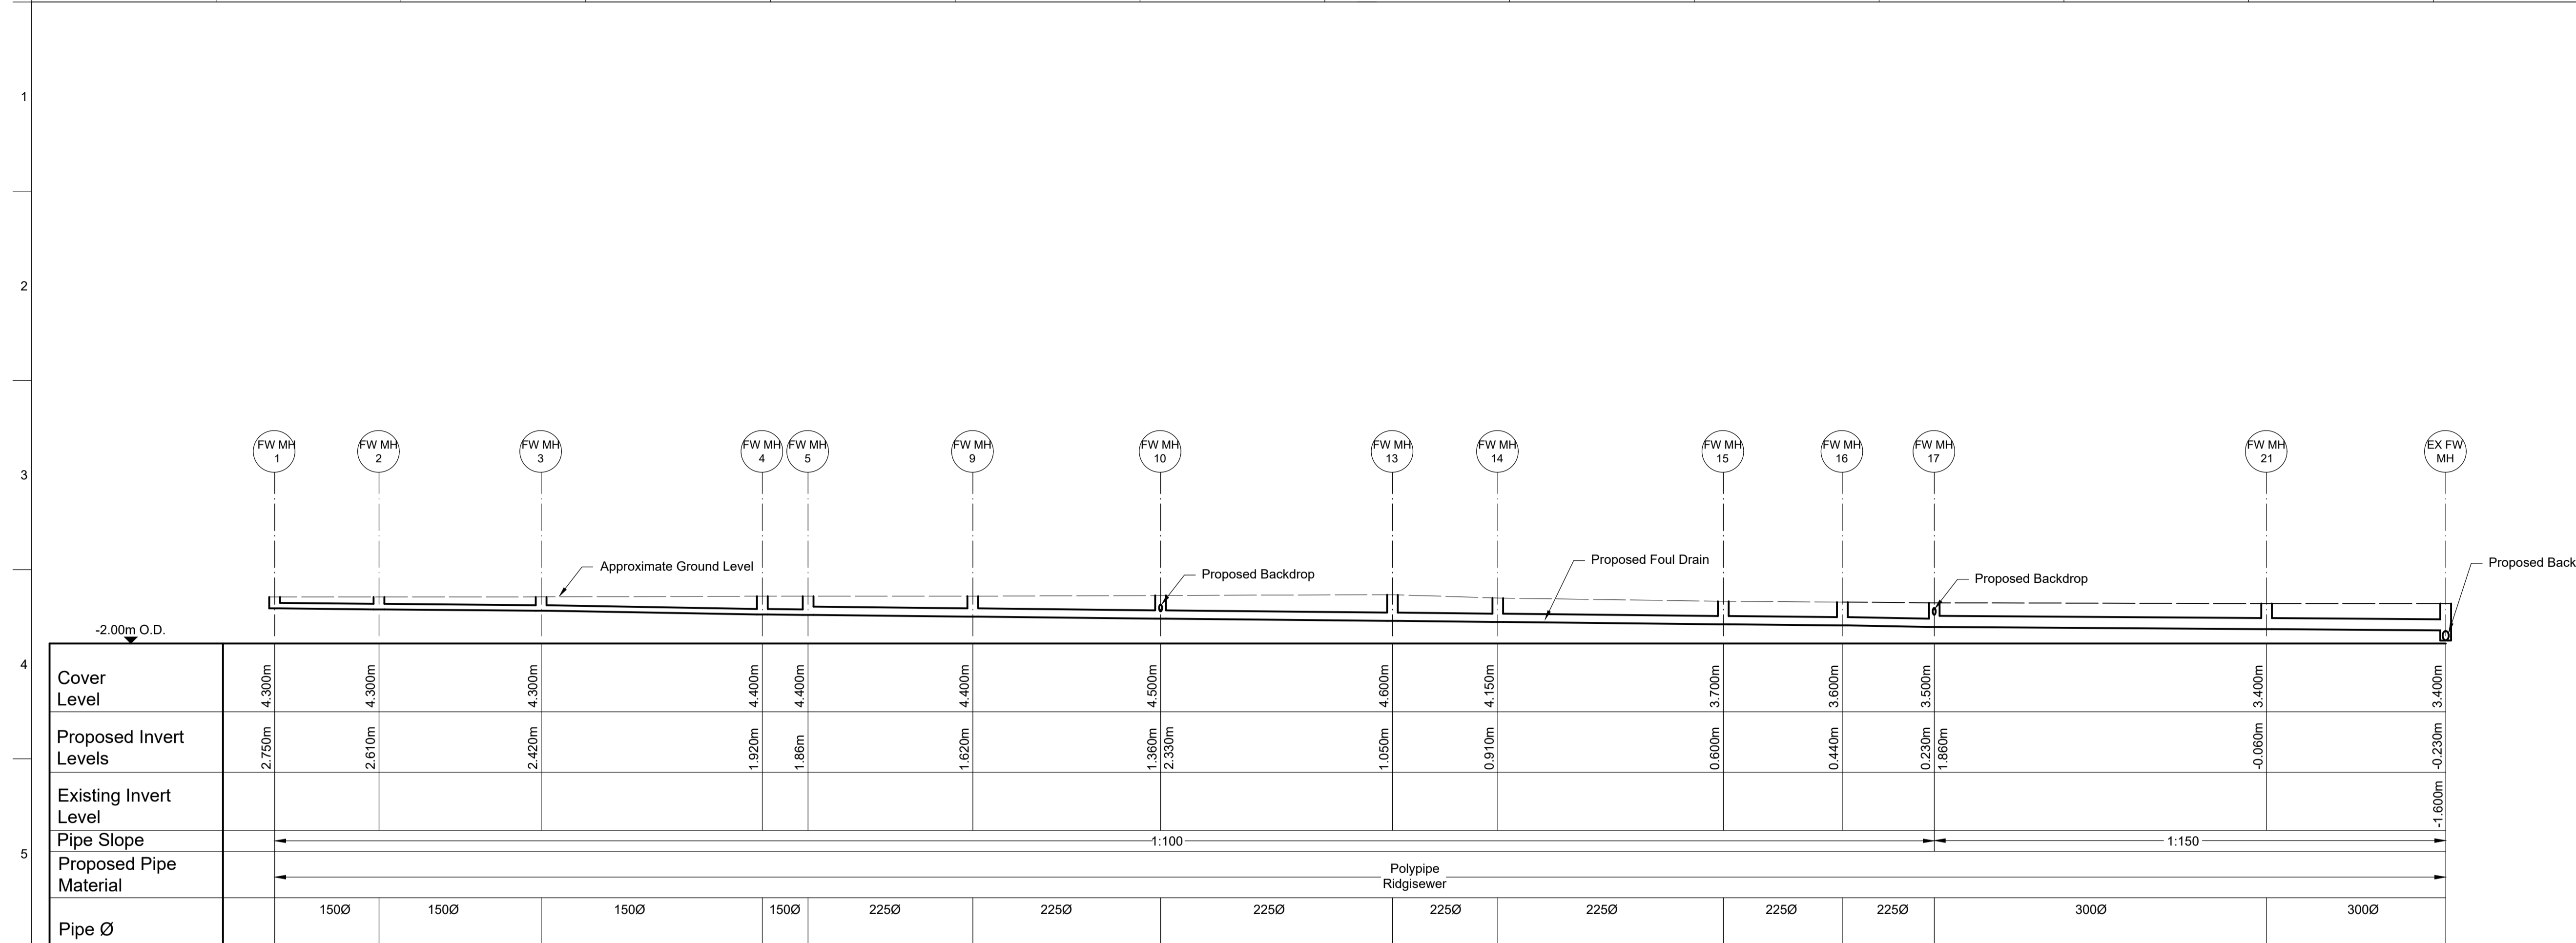 1
2
3
4
5
FW MH
1
FW MH
2
FW MH
3
FW MH
4
FW MH
5
FW MH
9
FW MH
10
FW MH
13
FW MH
14
FW MH
15
FW MH
16
FW MH
17
FW MH
21
EX FW
MH
Approximate Ground Level
Proposed Backdrop
Proposed Foul Drain
Proposed Backdrop
Proposed Back
-2.00m O.D.
Cover
Level
4.300m
4.300m
4.300m
4.400m
4.400m
4.400m
4.500m
4.600m
4.150m
3.700m
3.600m
3.500m
3.400m
3.400m
Proposed Invert
Levels
2.750m
2.610m
2.420m
1.920m
1.86m
1.620m
1.360m
2.330m
1.050m
0.910m
0.600m
0.440m
0.230m
1.860m
-0.060m
-0.230m
Existing Invert
Level
-1.600m
Pipe Slope
1:100
1:150
Proposed Pipe
Material
Polypipe
Ridgisewer
Pipe Ø
150Ø
150Ø
150Ø
150Ø
225Ø
225Ø
225Ø
225Ø
225Ø
225Ø
225Ø
300Ø
300Ø